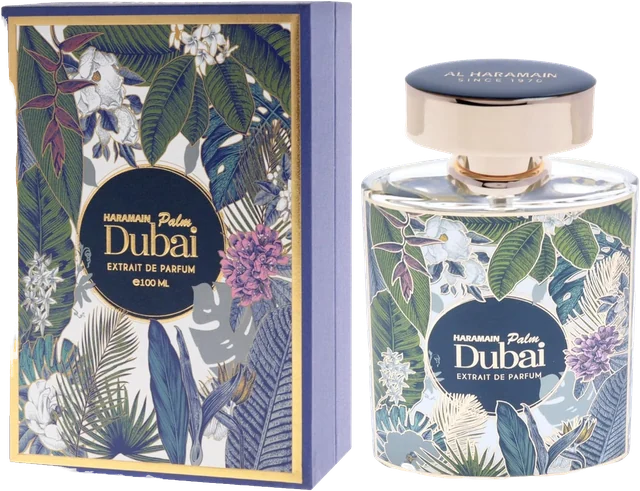 HARAMAIN Palm
Dubai
EXTRAIT DE PARFUM
℮100 ML
AL HARAMAIN
SINCE 1970
HARAMAIN Palm
Dubai
EXTRAIT DE PARFUM